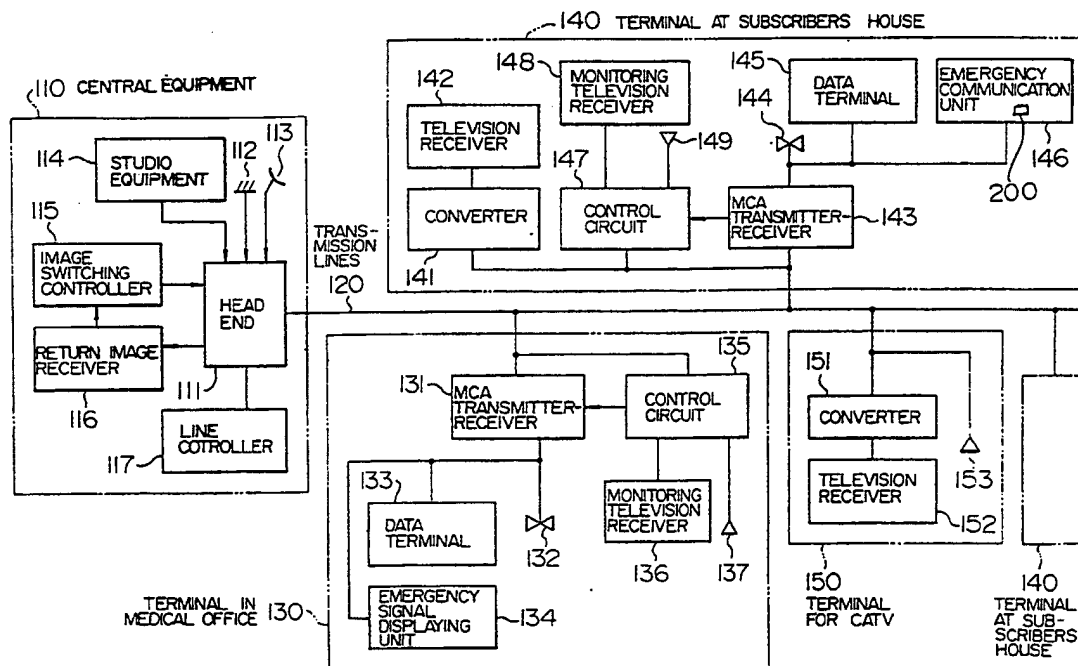 140 TERMINAL AT SUBSCRIBERS HOUSE
110 CENTRAL EQUIPMENT
114
STUDIO
EQUIPMENT
112
113
115
IMAGE
SWITCHING
CONTROLLER
HEAD
END
RETURN IMAGE
RECEIVER
116
111
LINE
COTROLLER
117
TRANS-
MISSION
LINES
120
142
TELEVISION
RECEIVER
CONVERTER
141
148
MONITORING
TELEVISION
RECEIVER
149
147
CONTROL
CIRCUIT
145
DATA
TERMINAL
144
EMERGENCY
COMMUNICATION
UNIT
146
200
MCA
TRANSMITTER-
RECEIVER
143
131
MCA
TRANSMITTER-
RECEIVER
135
CONTROL
CIRCUIT
133
DATA
TERMINAL
132
MONITORING
TELEVISION
RECEIVER
136
137
EMERGENCY
SIGNAL
DISPLAYING
UNIT
134
TERMINAL IN
MEDICAL OFFICE
130
151
CONVERTER
TELEVISION
RECEIVER
152
153
150
TERMINAL
FOR CATV
140
TERMINAL
AT SUB-
SCRIBERS
HOUSE